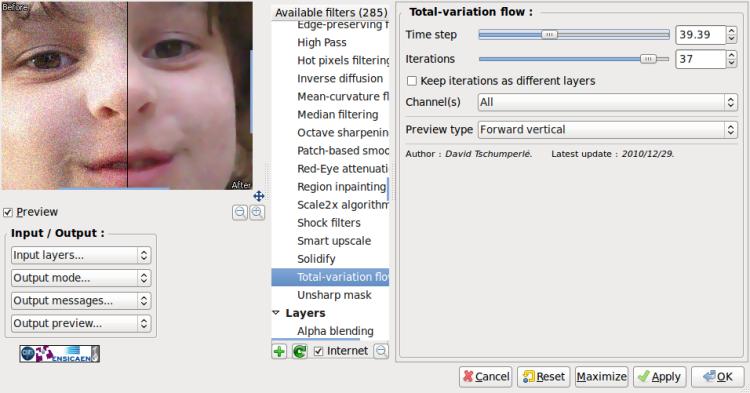 Before
After
Preview
Input / Output :
Input layers...
Output mode...
Output messages...
Output preview...
ENSICAEN
Available filters (285)
Edge-preserving f
High Pass
Hot pixels filtering
Inverse diffusion
Mean-curvature fl
Median filtering
Octave sharpenin
Patch-based smoo
Red-Eye attenuati
Region inpainting
Scale2x algorithm
Shock filters
Smart upscale
Solidify
Total-variation flo
Unsharp mask
Layers
Alpha blending
Internet
Total-variation flow :
Time step 39.39
Iterations 37
Keep iterations as different layers
Channel(s) All
Preview type Forward vertical
Author : David Tschumperlé. Latest update : 2010/12/29.
Cancel Reset Maximize Apply OK